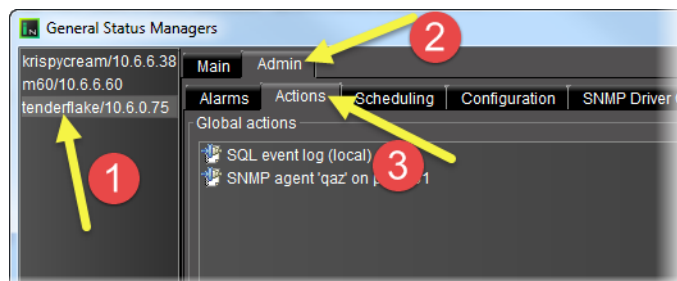 General Status Managers
krispycream/10.6.6.38
m60/10.6.6.60
tenderflake/10.6.0.75
Main Admin
Alarms Actions Scheduling Configuration SNMP Driver
Global actions
SQL event log (local)
SNMP agent 'qaz' on
1
2
3